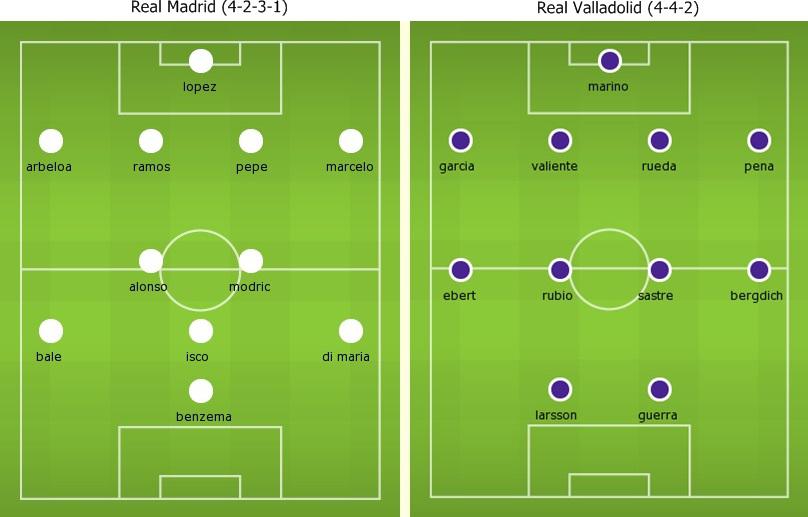 Real Madrid (4-2-3-1)
lopez
arbeloa ramos pepe marcelo
alonso modric
bale isco di maria
benzema
Real Valladolid (4-4-2)
marino
garcia valiente rueda pena
ebert rubio sastre bergdich
larsson guerra